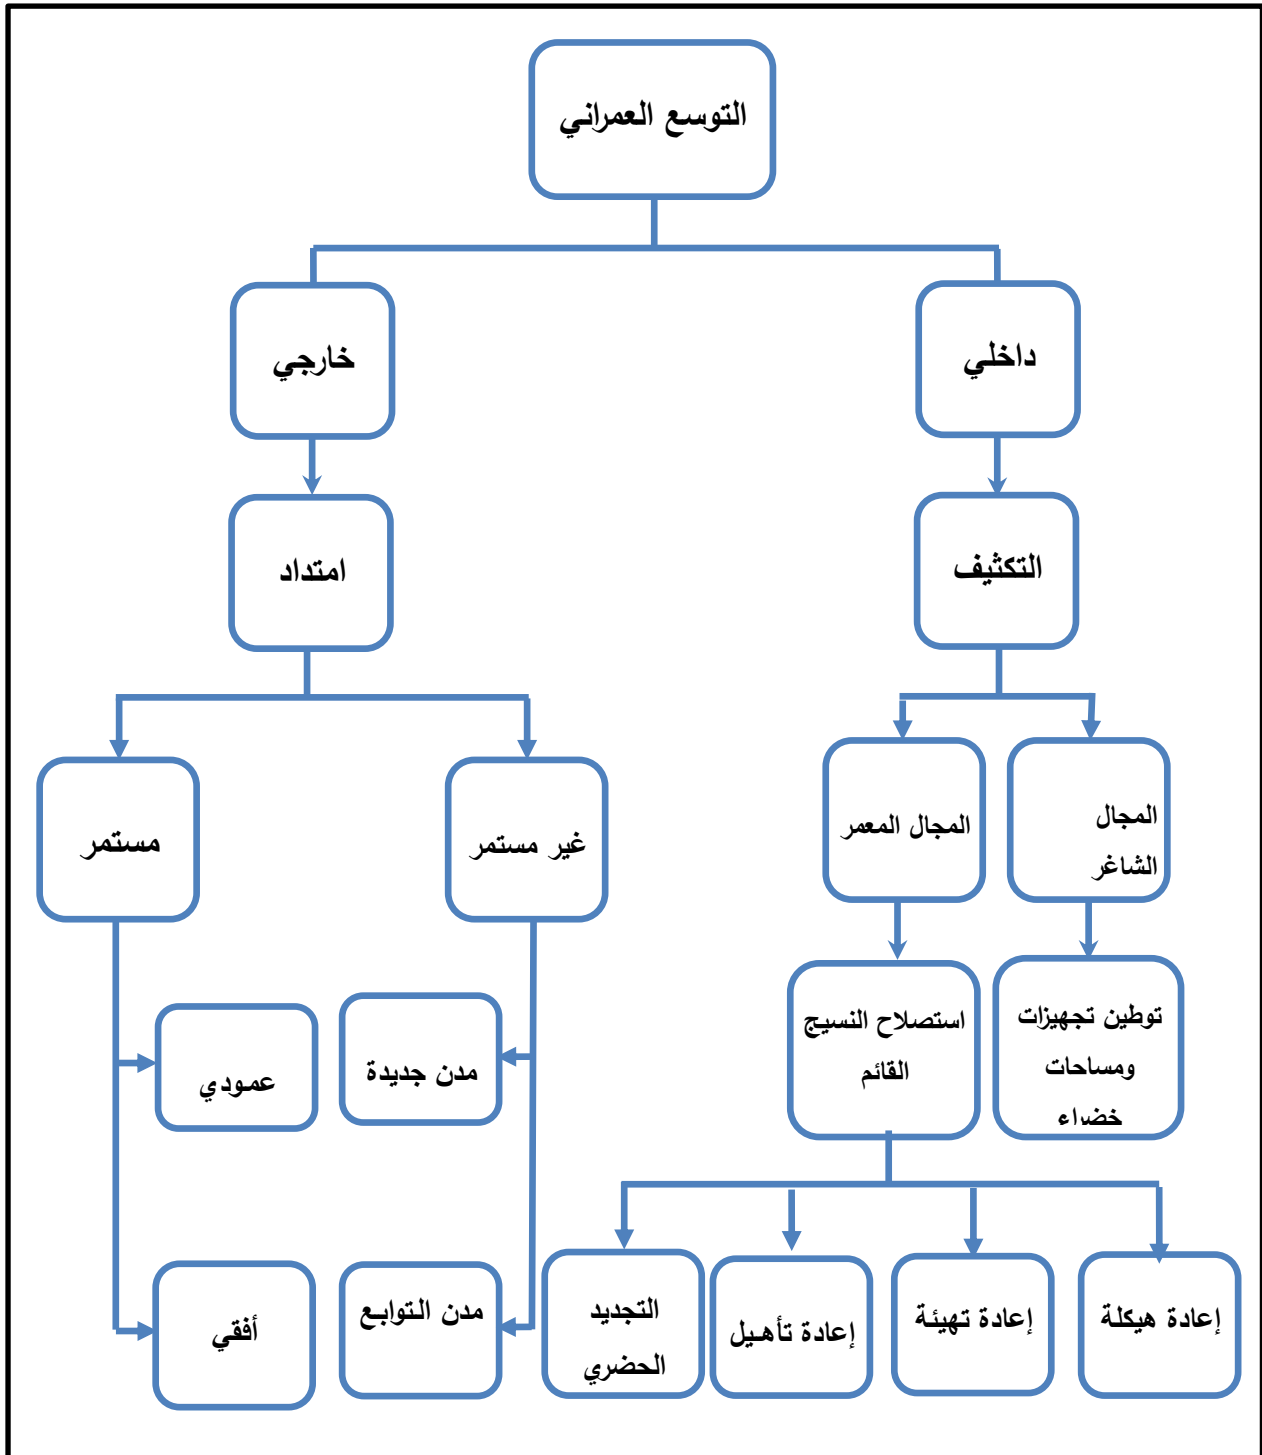 التوسع العمراني
داخلي
خارجي
التكثيف
امتداد
المجال
الشاغر
المجال المعمر
غير مستمر
مستمر
توطين تجهيزات
ومساحات
خضراء
استصلاح النسيج
القائم
مدن جديدة
عمودي
إعادة هيكلة
إعادة تهيئة
إعادة تأهيل
التجديد
الحضري
مدن التوابع
أفقي